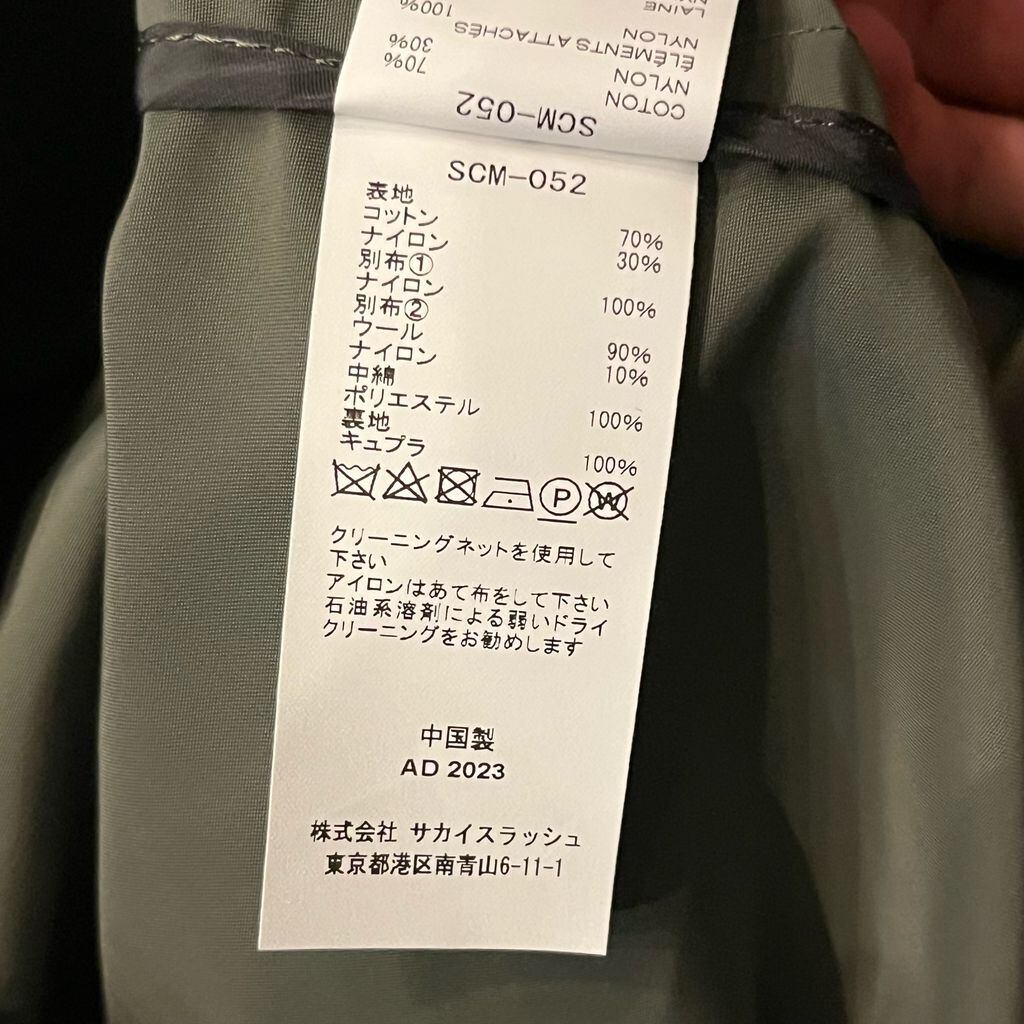 LAINE
NYLON
100%
ÉLÉMENTS ATTACHÉS
NYLON
30%
COTON
70%
SCM-052
SCM-052
表地
コットン 70%
ナイロン 30%
別布①
ナイロン 100%
別布②
ウール 90%
ナイロン 10%
中綿
ポリエステル 100%
裏地
キュプラ 100%
P W
クリーニングネットを使用して
下さい
アイロンはあて布をして下さい
石油系溶剤による弱いドライ
クリーニングをお勧めします
中国製
AD 2023
株式会社 サカイスラッシュ
東京都港区南青山6-11-1